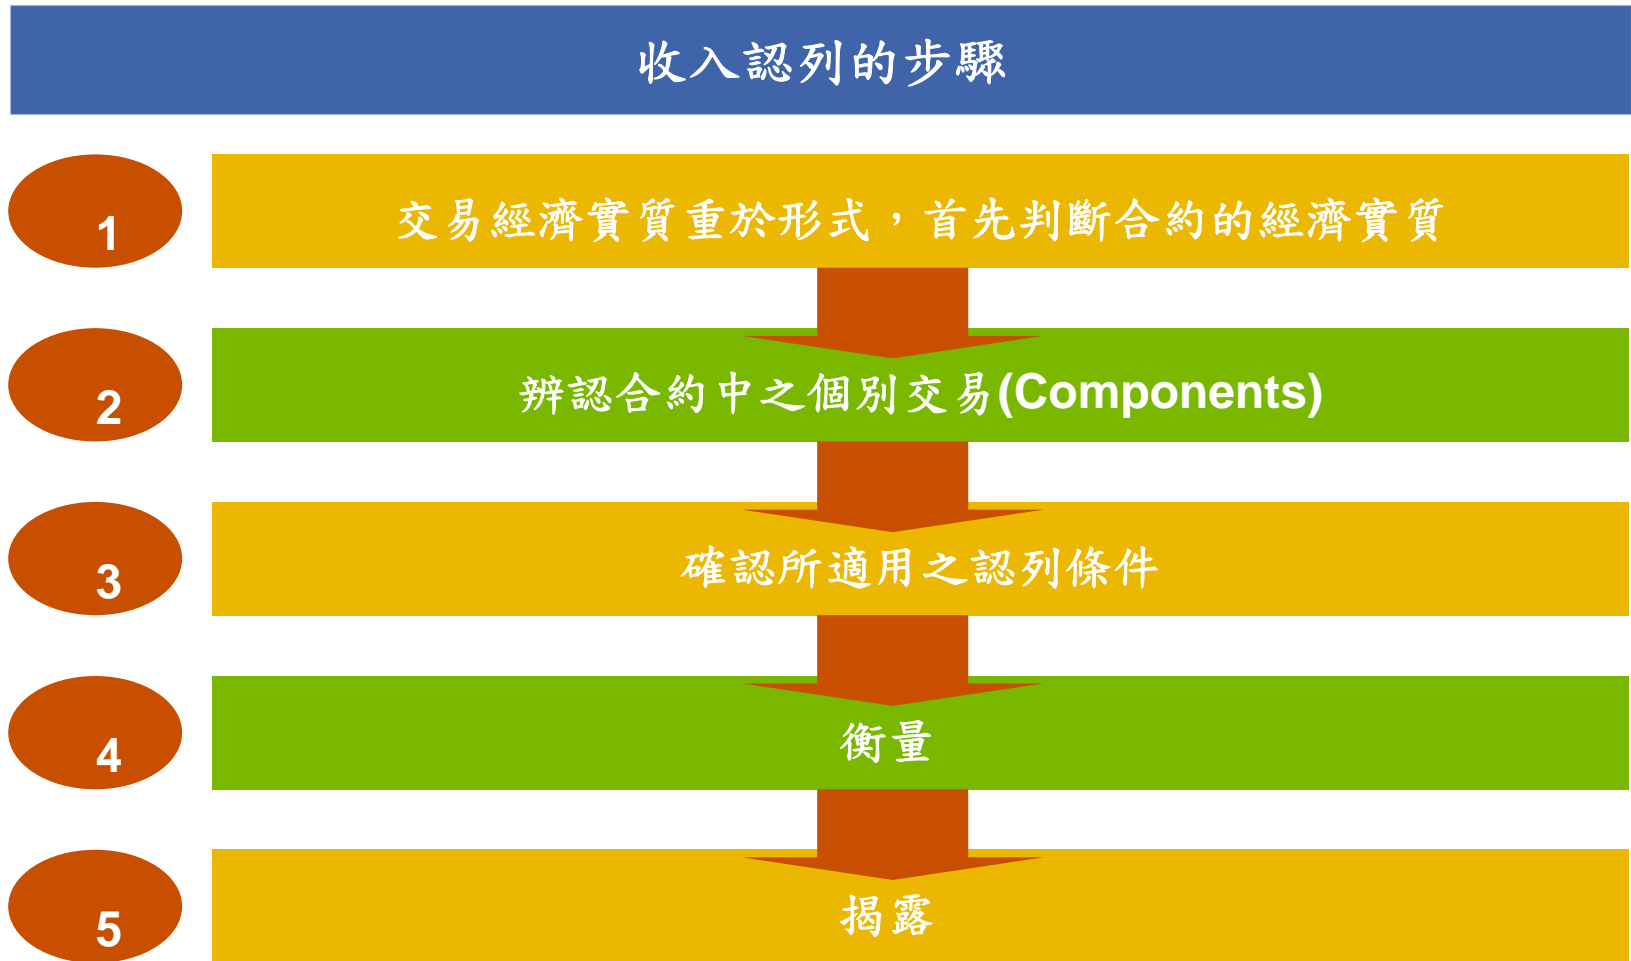 收入認列的步驟
1
交易經濟實質重於形式，首先判斷合約的經濟實質
2
辨認合約中之個別交易(Components)
3
確認所適用之認列條件
4
衡量
5
揭露